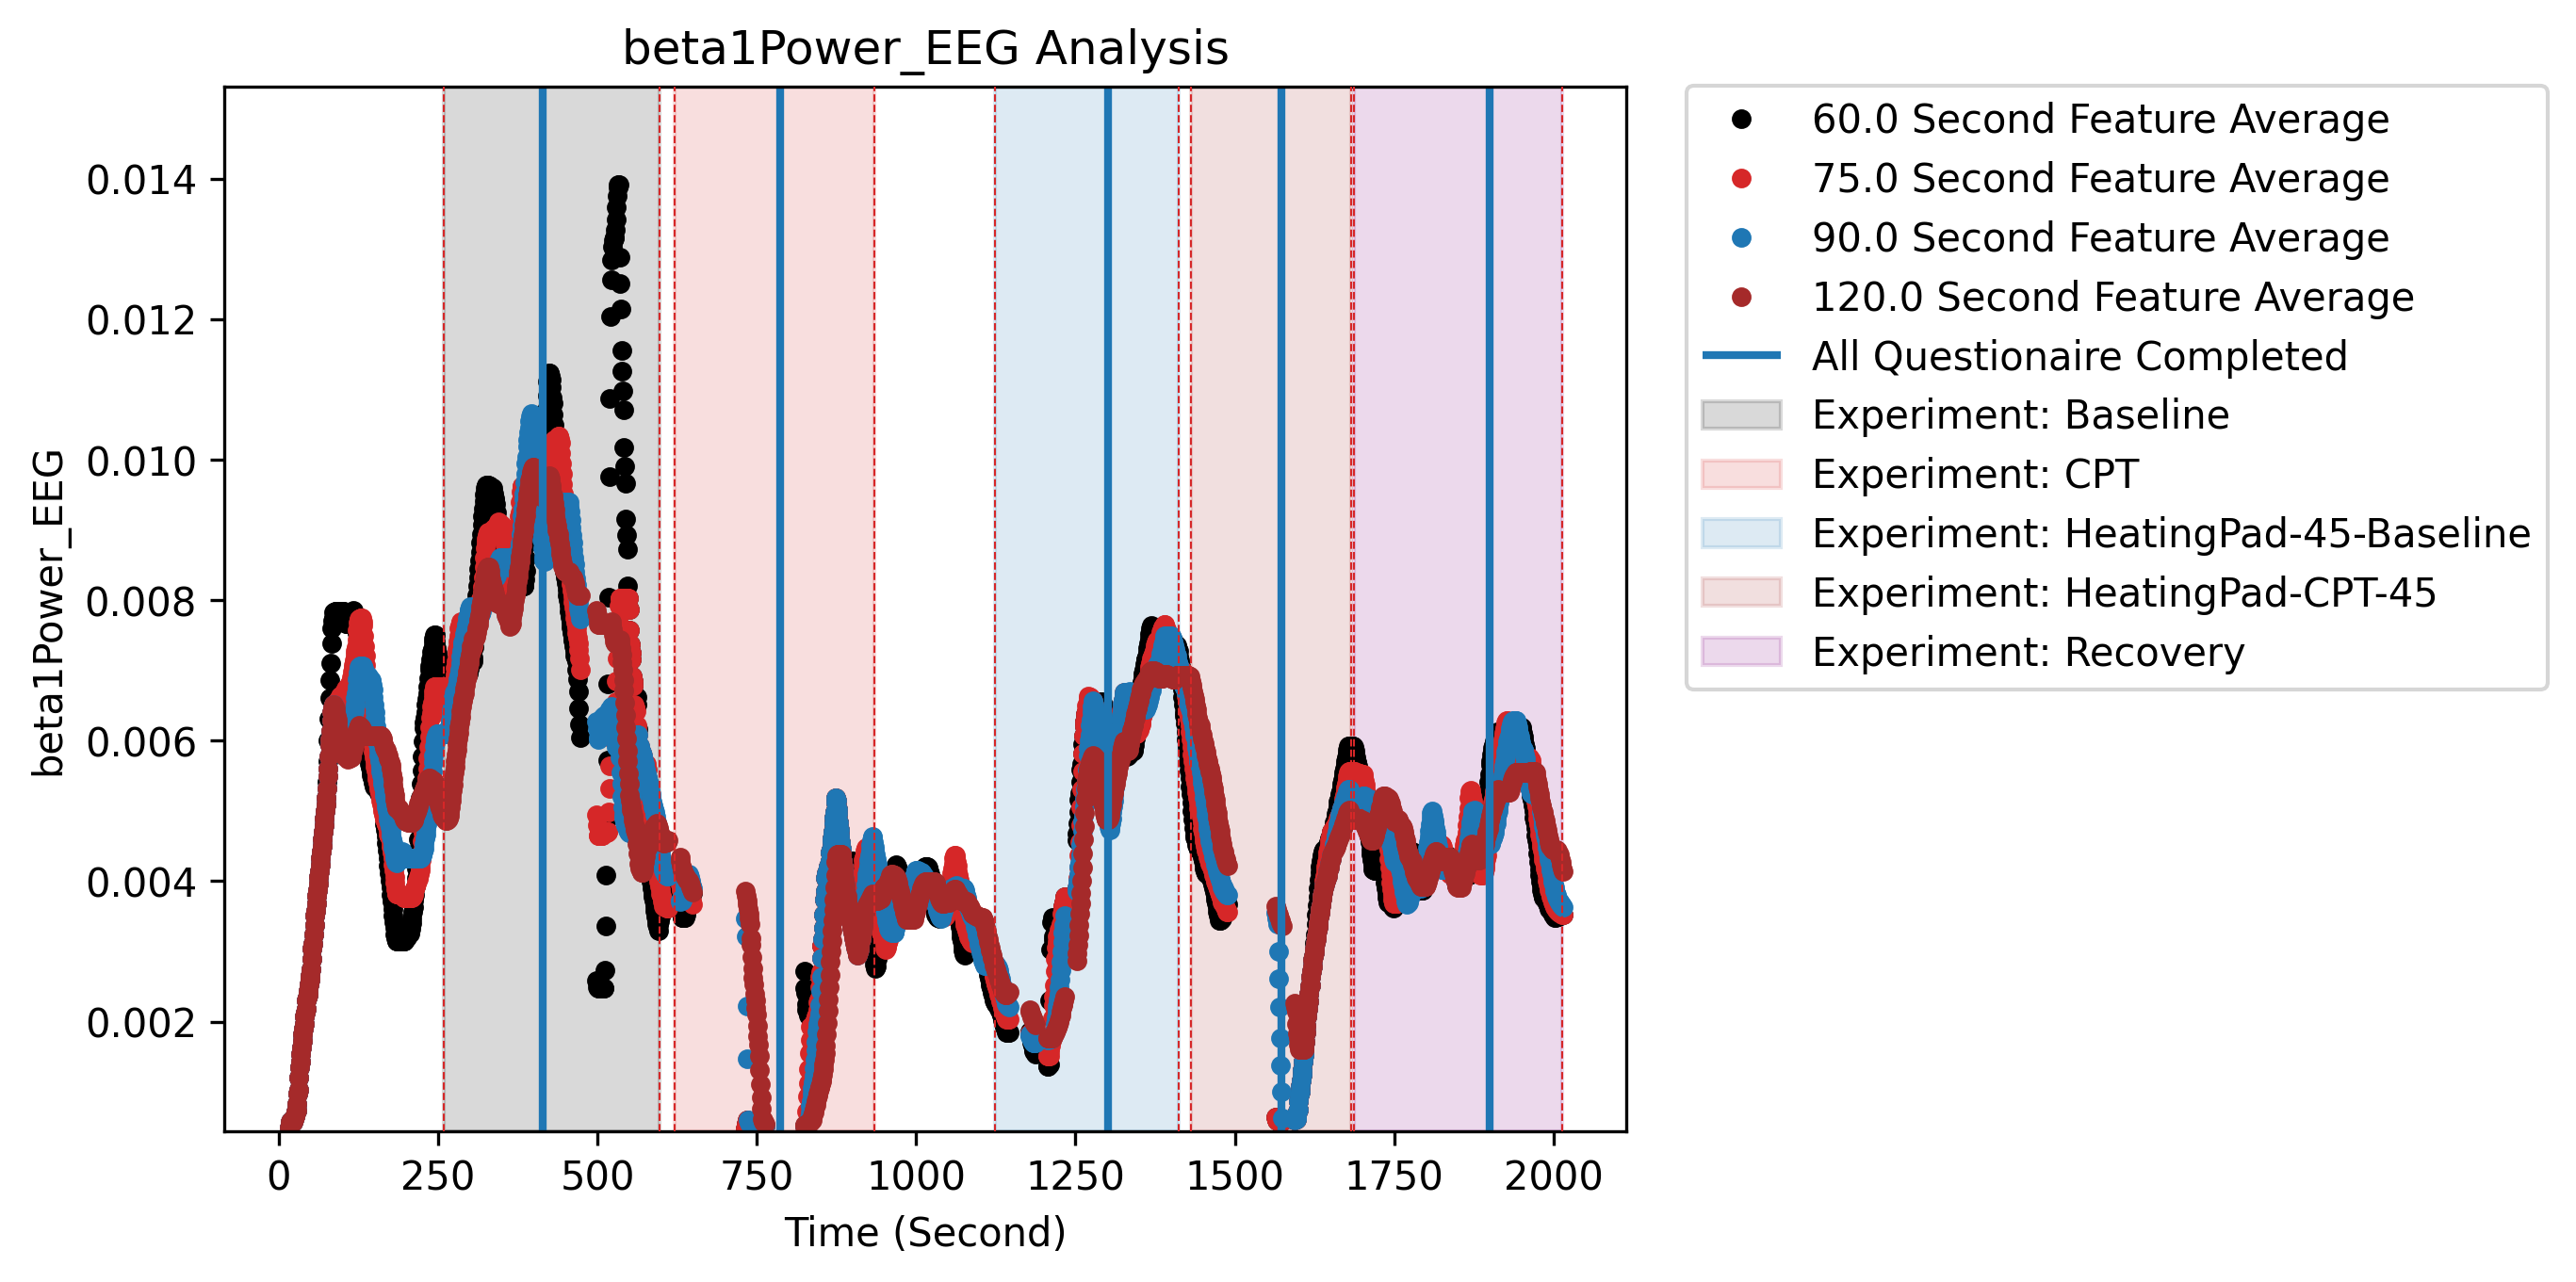 beta1Power_EEG Analysis
beta1Power_EEG
0.014
0.012
0.010
0.008
0.006
0.004
0.002
0 250 500 750 1000 1250 1500 1750 2000
Time (Second)
60.0 Second Feature Average
75.0 Second Feature Average
90.0 Second Feature Average
120.0 Second Feature Average
All Questionaire Completed
Experiment: Baseline
Experiment: CPT
Experiment: HeatingPad-45-Baseline
Experiment: HeatingPad-CPT-45
Experiment: Recovery